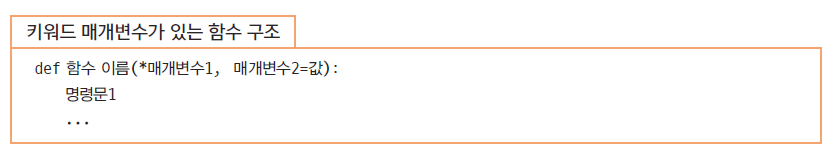 키워드 매개변수가 있는 함수 구조
def 함수 이름(*매개변수1, 매개변수2=값):
명령문1
...